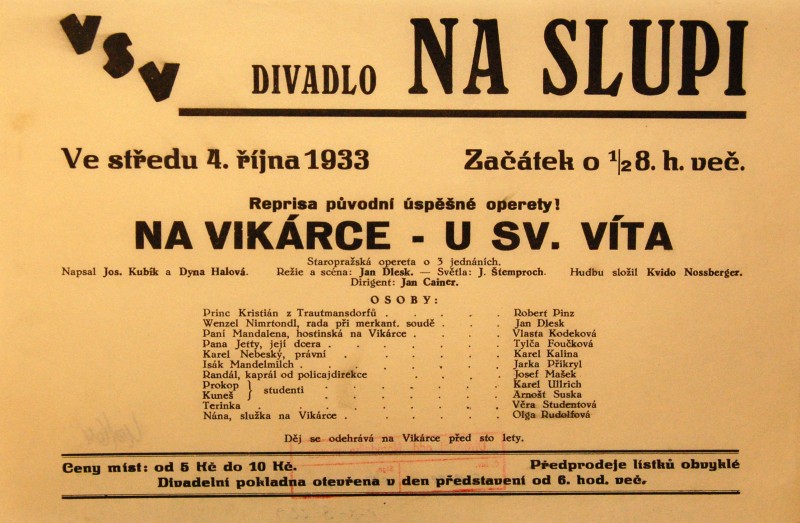 VSV
DIVADLO NA SLUPI
Ve středu 4. října 1933 Začátek o ½8. h. več.
Reprisa původní úspěšné operety!
NA VIKÁRCE - U SV. VÍTA
Staropražská opereta o 3 jednáních.
Napsal Jos. Kubík a Dyna Halová. Režie a scéna: Jan Dlesk. — Světla: J. Štemproch. Hudbu složil Kvido Nossberger.
Dirigent: Jan Cainer.
OSOBY:
Princ Kristián z Trautmansdorfů . . . . . Robert Pinz
Wenzel Nimrtondl, rada při merkant. soudě . . . . Jan Dlesk
Paní Mandalena, hostinská na Vikárce . . . . . Vlasta Kodeková
Pana Jetty, její dcera . . . . . . . . Tylča Foučková
Karel Nebeský, právní . . . . . . . . Karel Kalina
Isák Mandelmilch . . . . . . . . . Jarka Přikryl
Randál, kaprál od policajdirekce . . . . . . Josef Mašek
Prokop } studenti . . . . . . . Karel Ullrich
Kuneš } studenti . . . . . . . Arnošt Suska
Terinka . . . . . . . . . . Věra Studentová
Nána, služka na Vikárce . . . . . . . Olga Rudolfová
Děj se odehrává na Vikárce před sto lety.
Ceny míst: od 5 Kč do 10 Kč. Předprodeje lístků obvyklé
Divadelní pokladna otevřena v den představení od 6. hod. več.